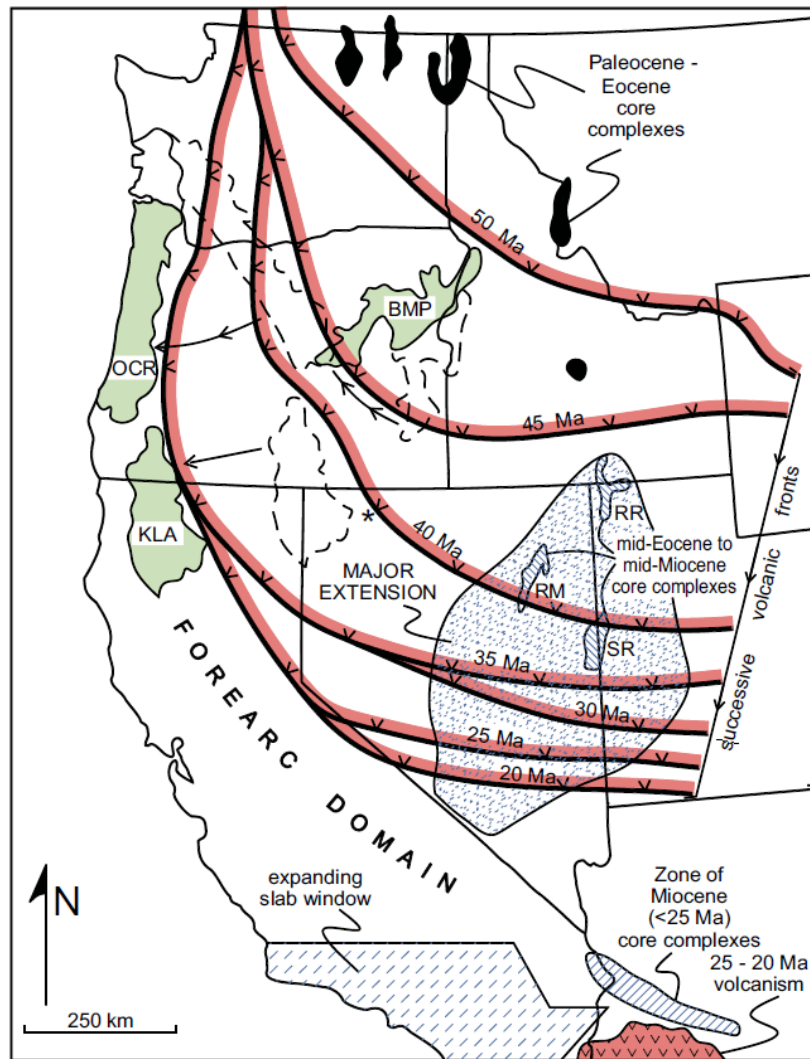 Paleocene -
Eocene
core
complexes
50 Ma
BMP
OCR
45 Ma
KLA
*
40 Ma
RR
mid-Eocene to
mid-Miocene
core complexes
RM
MAJOR
EXTENSION
SR
35 Ma
30 Ma
25 Ma
20 Ma
successive volcanic fronts
FOREARC DOMAIN
expanding
slab window
N
Zone of
Miocene
(<25 Ma)
core complexes
25 - 20 Ma
volcanism
250 km